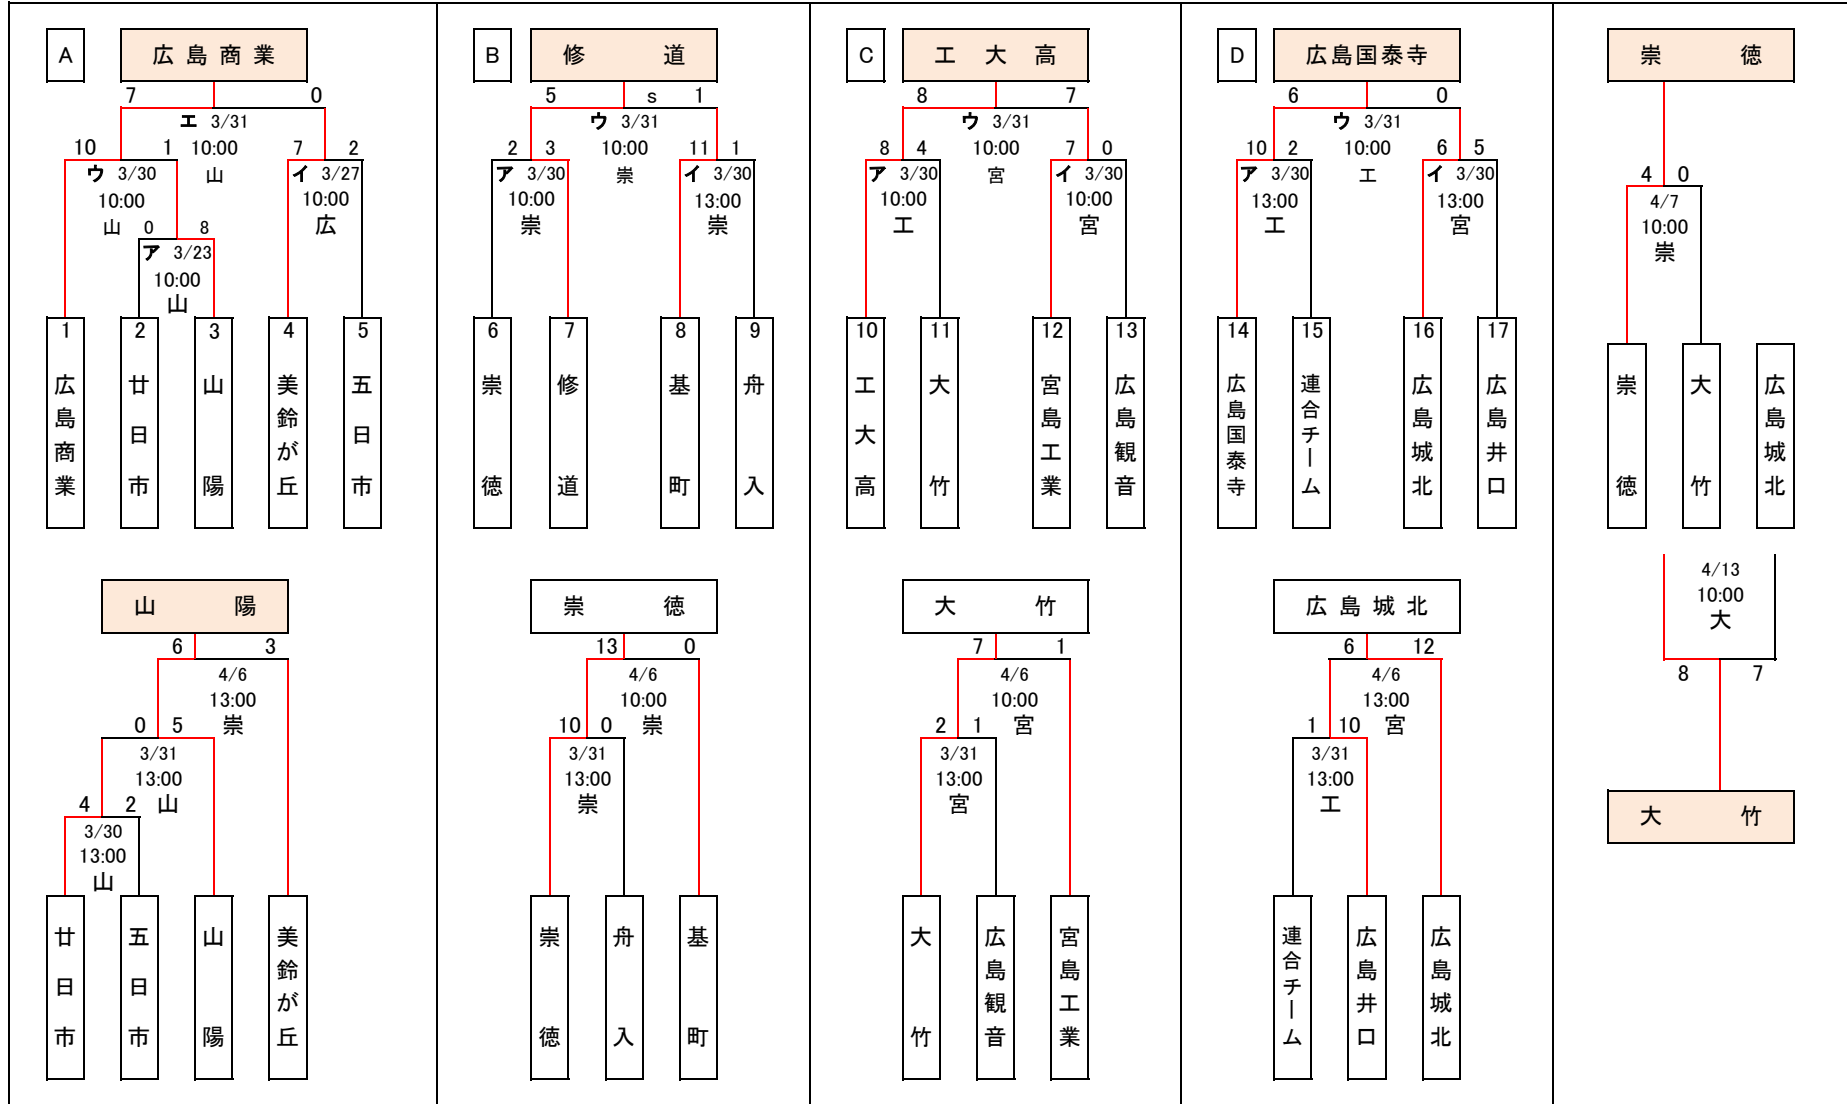 A 広島商業
7 0
エ 3/31
10:00
山
10 1
ウ 3/30
10:00
山
7 2
イ 3/27
10:00
広
0 8
ア 3/23
10:00
山
1 広島商業
2 廿日市
3 山陽
4 美鈴が丘
5 五日市
B 修道
5 s 1
ウ 3/31
10:00
崇
2 3
ア 3/30
10:00
崇
11 1
イ 3/30
13:00
崇
6 崇徳
7 修道
8 基町
9 舟入
C 工大高
8 7
ウ 3/31
10:00
宮
8 4
ア 3/30
10:00
工
7 0
イ 3/30
10:00
宮
10 工大高
11 大竹
12 宮島工業
13 広島観音
D 広島国泰寺
6 0
ウ 3/31
10:00
工
10 2
ア 3/30
13:00
工
6 5
イ 3/30
13:00
宮
14 広島国泰寺
15 連合チーム
16 広島城北
17 広島井口
崇徳
4 0
4/7
10:00
崇
崇徳
大竹
広島城北
4/13
10:00
大
8 7
大竹
山陽
6 3
4/6
13:00
崇
0 5
3/31
13:00
山
4 2
3/30
13:00
山
廿日市
五日市
山陽
美鈴が丘
崇徳
13 0
4/6
10:00
崇
10 0
3/31
13:00
崇
崇徳
舟入
基町
大竹
7 1
4/6
10:00
宮
2 1
3/31
13:00
宮
大竹
広島観音
宮島工業
広島城北
6 12
4/6
13:00
宮
1 10
3/31
13:00
工
連合チーム
広島井口
広島城北